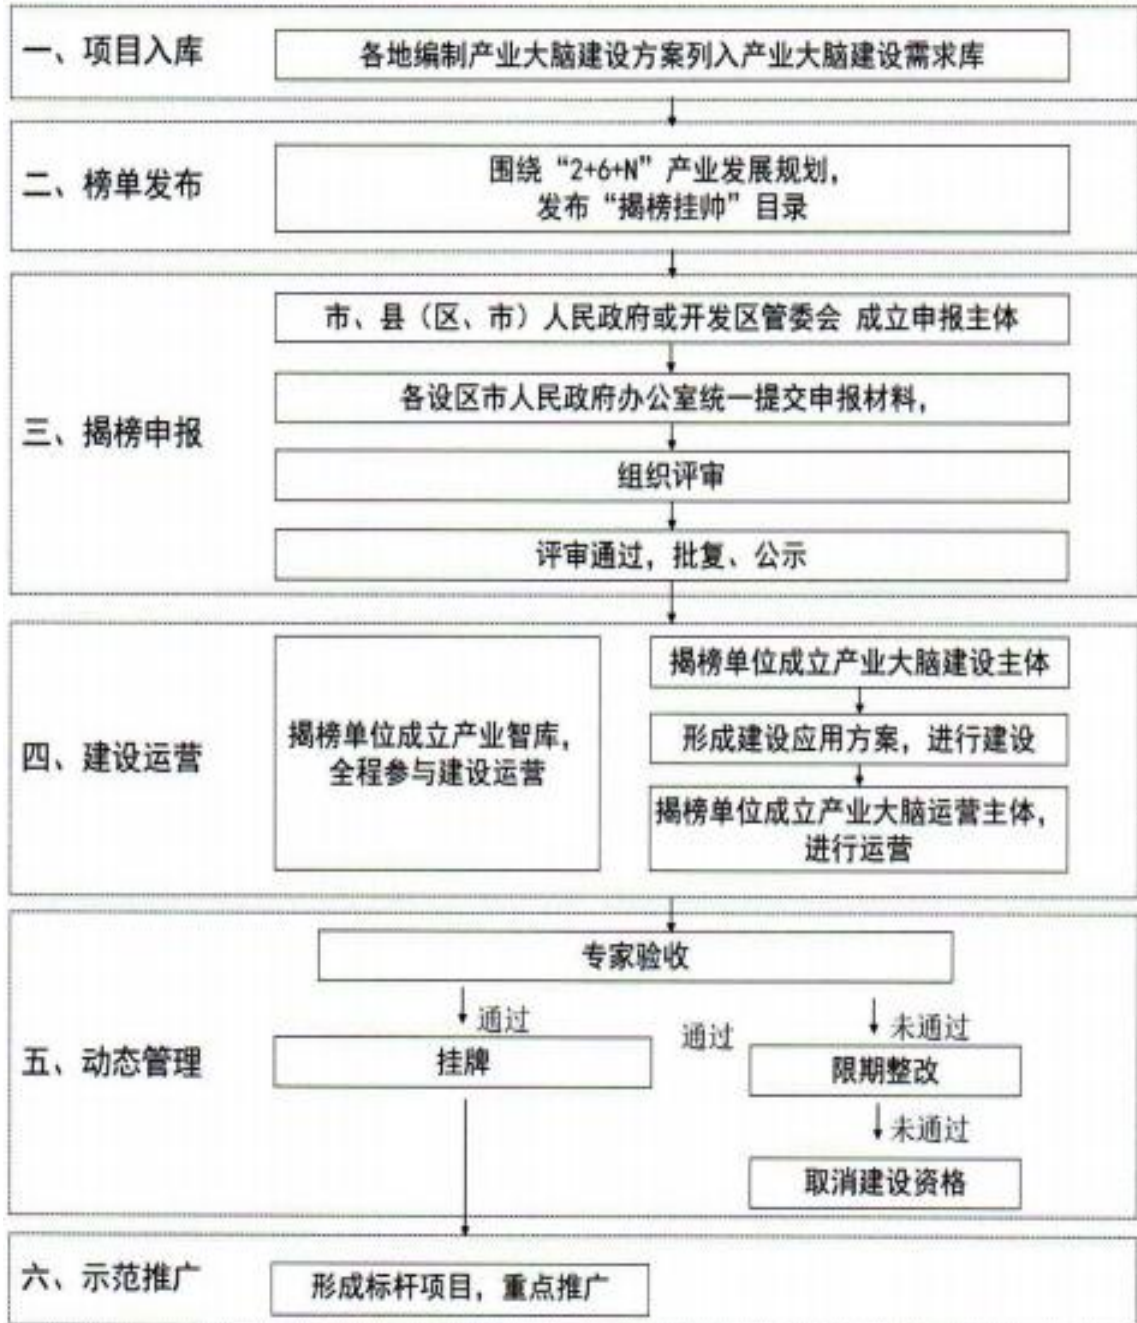 一、项目入库
各地编制产业大脑建设方案列入产业大脑建设需求库
二、榜单发布
围绕“2+6+N”产业发展规划，
发布“揭榜挂帅”目录
三、揭榜申报
市、县（区、市）人民政府或开发区管委会 成立申报主体
各设区市人民政府办公室统一提交申报材料，
组织评审
评审通过，批复、公示
四、建设运营
揭榜单位成立产业智库，
全程参与建设运营
揭榜单位成立产业大脑建设主体
形成建设应用方案，进行建设
揭榜单位成立产业大脑运营主体，
进行运营
五、动态管理
专家验收
通过
挂牌
通过
未通过
限期整改
未通过
取消建设资格
六、示范推广
形成标杆项目，重点推广